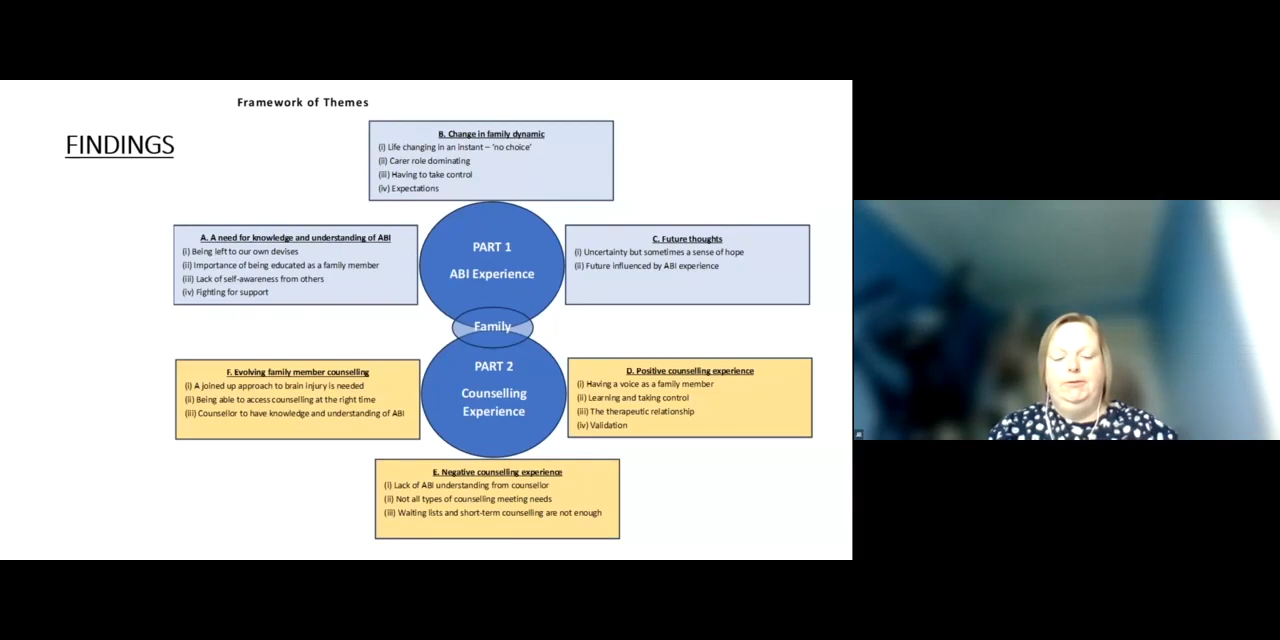 Framework of Themes
FINDINGS
B. Change in family dynamic
(i) Life changing in an instant – 'no choice'
(ii) Carer role dominating
(iii) Having to take control
(iv) Expectations
A. A need for knowledge and understanding of ABI
(i) Being left to our own devises
(ii) Importance of being educated as a family member
(iii) Lack of self-awareness from others
(iv) Fighting for support
PART 1
ABI Experience
C. Future thoughts
(i) Uncertainty but sometimes a sense of hope
(ii) Future influenced by ABI experience
Family
F. Evolving family member counselling
(i) A joined up approach to brain injury is needed
(ii) Being able to access counselling at the right time
(iii) Counsellor to have knowledge and understanding of ABI
PART 2
Counselling
Experience
D. Positive counselling experience
(i) Having a voice as a family member
(ii) Learning and taking control
(iii) The therapeutic relationship
(iv) Validation
E. Negative counselling experience
(i) Lack of ABI understanding from counsellor
(ii) Not all types of counselling meeting needs
(iii) Waiting lists and short-term counselling are not enough